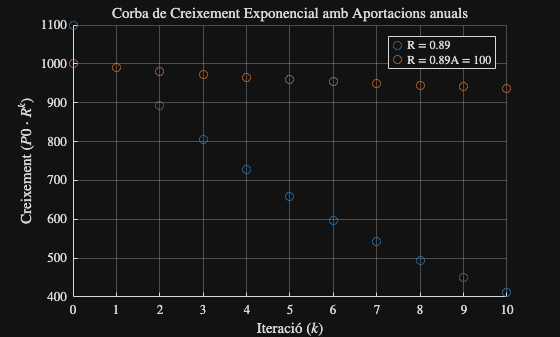 Corba de Creixement Exponencial amb Aportacions anuals
1100
1000
900
800
700
600
500
400
Creixement (P0 · R^k)
R = 0.89
R = 0.89A = 100
0 1 2 3 4 5 6 7 8 9 10
Iteració (k)